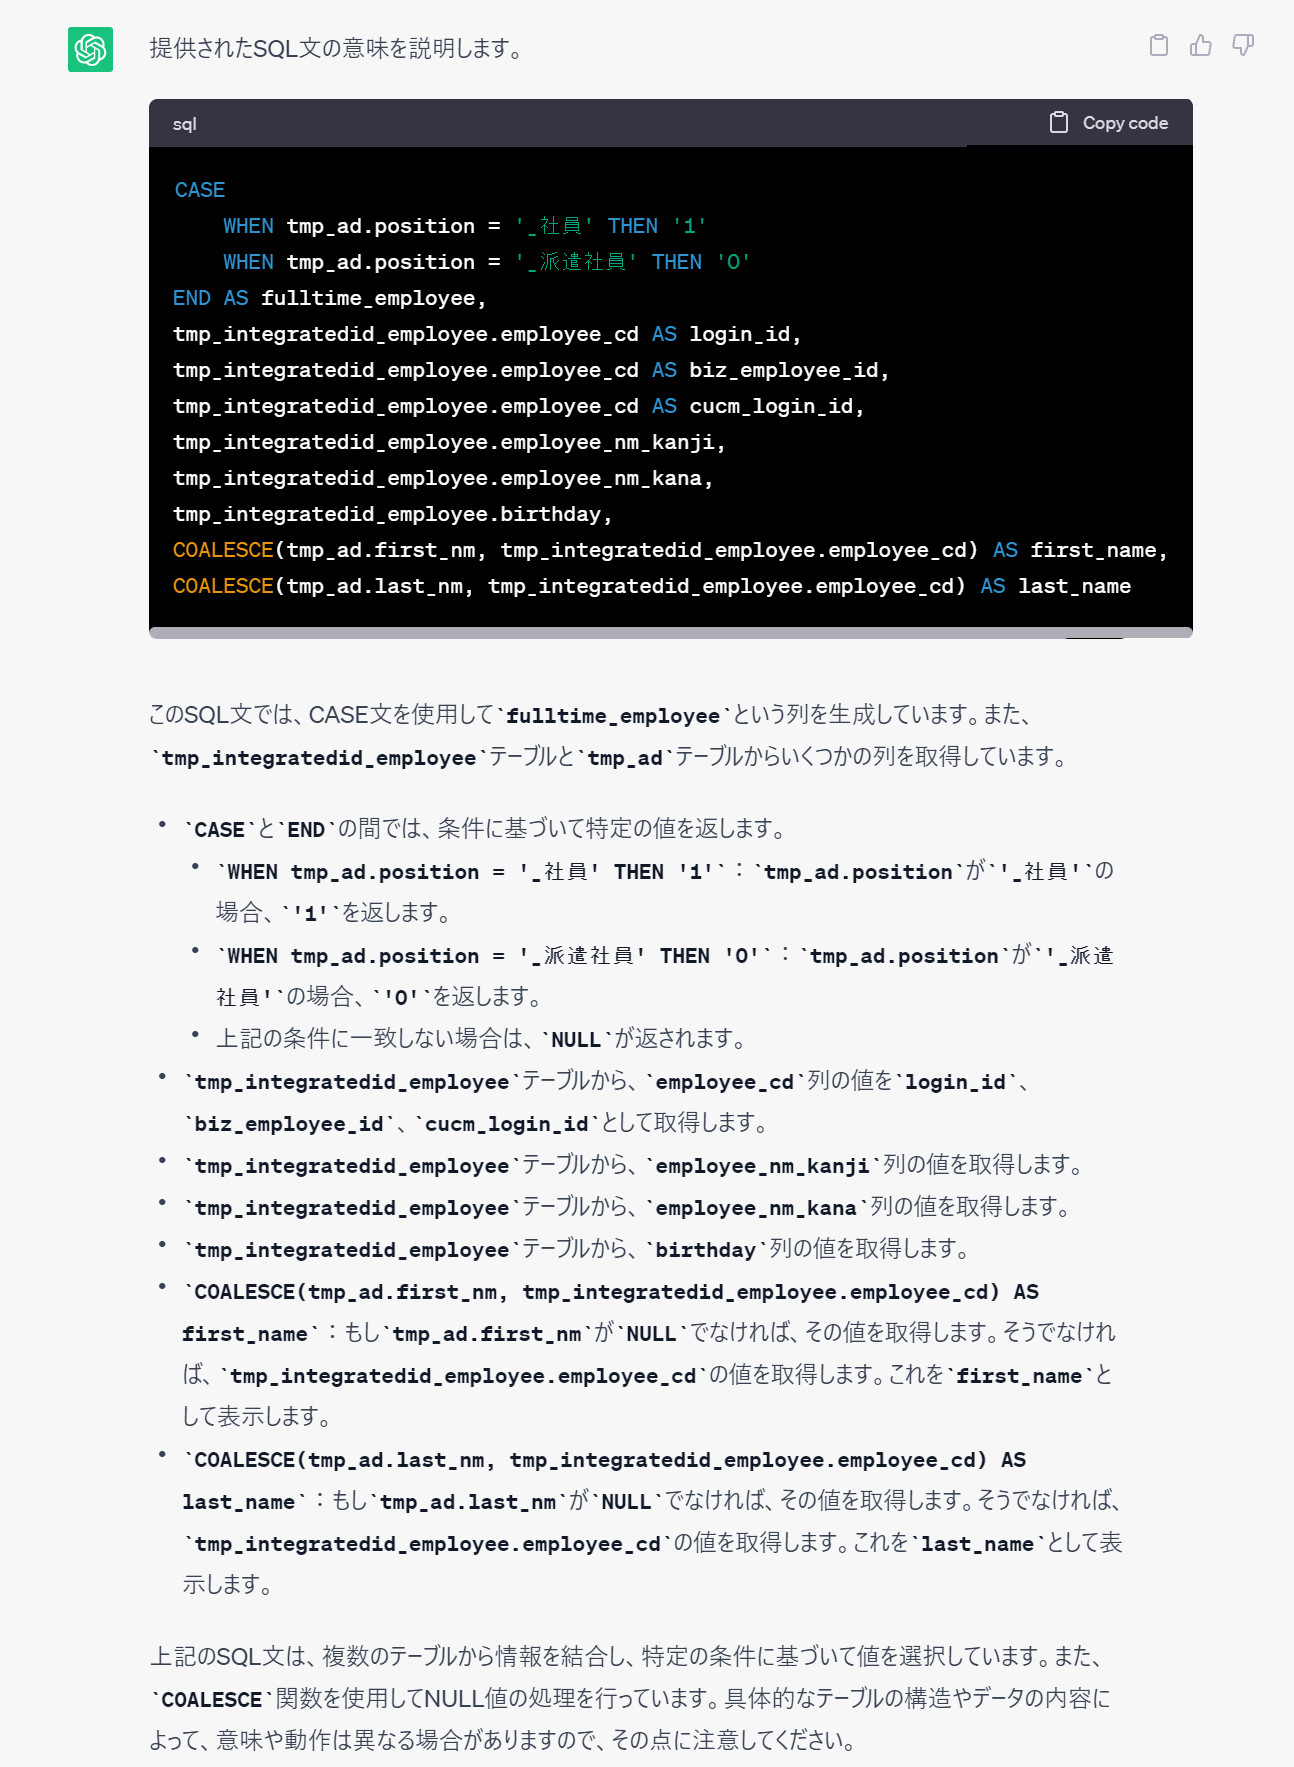 提供されたSQL文の意味を説明します。
sql
Copy code
CASE
    WHEN tmp_ad.position = '_社員' THEN '1'
    WHEN tmp_ad.position = '_派遣社員' THEN '0'
END AS fulltime_employee,
tmp_integratedid_employee.employee_cd AS login_id,
tmp_integratedid_employee.employee_cd AS biz_employee_id,
tmp_integratedid_employee.employee_cd AS cucm_login_id,
tmp_integratedid_employee.employee_nm_kanji,
tmp_integratedid_employee.employee_nm_kana,
tmp_integratedid_employee.birthday,
COALESCE(tmp_ad.first_nm, tmp_integratedid_employee.employee_cd) AS first_name,
COALESCE(tmp_ad.last_nm, tmp_integratedid_employee.employee_cd) AS last_name
このSQL文では、CASE文を使用して`fulltime_employee`という列を生成しています。また、
`tmp_integratedid_employee`テーブルと`tmp_ad`テーブルからいくつかの列を取得しています。
• `CASE`と`END`の間では、条件に基づいて特定の値を返します。
• `WHEN tmp_ad.position = '_社員' THEN '1'`：`tmp_ad.position`が`'_社員'`の
場合、`'1'`を返します。
• `WHEN tmp_ad.position = '_派遣社員' THEN '0'`：`tmp_ad.position`が`'_派遣
社員'`の場合、`'0'`を返します。
• 上記の条件に一致しない場合は、`NULL`が返されます。
• `tmp_integratedid_employee`テーブルから、`employee_cd`列の値を`login_id`、
`biz_employee_id`、`cucm_login_id`として取得します。
• `tmp_integratedid_employee`テーブルから、`employee_nm_kanji`列の値を取得します。
• `tmp_integratedid_employee`テーブルから、`employee_nm_kana`列の値を取得します。
• `tmp_integratedid_employee`テーブルから、`birthday`列の値を取得します。
• `COALESCE(tmp_ad.first_nm, tmp_integratedid_employee.employee_cd) AS
first_name`：もし`tmp_ad.first_nm`が`NULL`でなければ、その値を取得します。そうでなけれ
ば、`tmp_integratedid_employee.employee_cd`の値を取得します。これを`first_name`と
して表示します。
• `COALESCE(tmp_ad.last_nm, tmp_integratedid_employee.employee_cd) AS
last_name`：もし`tmp_ad.last_nm`が`NULL`でなければ、その値を取得します。そうでなければ、
`tmp_integratedid_employee.employee_cd`の値を取得します。これを`last_name`として表
示します。
上記のSQL文は、複数のテーブルから情報を結合し、特定の条件に基づいて値を選択しています。また、
`COALESCE`関数を使用してNULL値の処理を行っています。具体的なテーブルの構造やデータの内容に
よって、意味や動作は異なる場合がありますので、その点に注意してください。